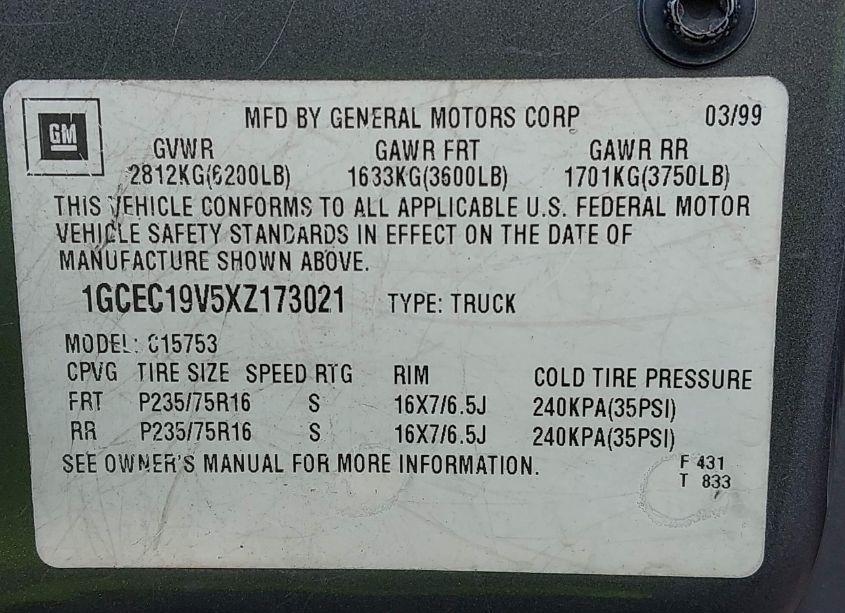 GM
MFD BY GENERAL MOTORS CORP 03/99
GVWR GAWR FRT GAWR RR
2812KG(6200LB) 1633KG(3600LB) 1701KG(3750LB)
THIS VEHICLE CONFORMS TO ALL APPLICABLE U.S. FEDERAL MOTOR
VEHICLE SAFETY STANDARDS IN EFFECT ON THE DATE OF
MANUFACTURE SHOWN ABOVE.
1GCEC19V5XZ173021 TYPE: TRUCK
MODEL: C15753
CPVG TIRE SIZE SPEED RTG RIM COLD TIRE PRESSURE
FRT P235/75R16 S 16X7/6.5J 240KPA(35PSI)
RR P235/75R16 S 16X7/6.5J 240KPA(35PSI)
SEE OWNER'S MANUAL FOR MORE INFORMATION.
F 431
T 833